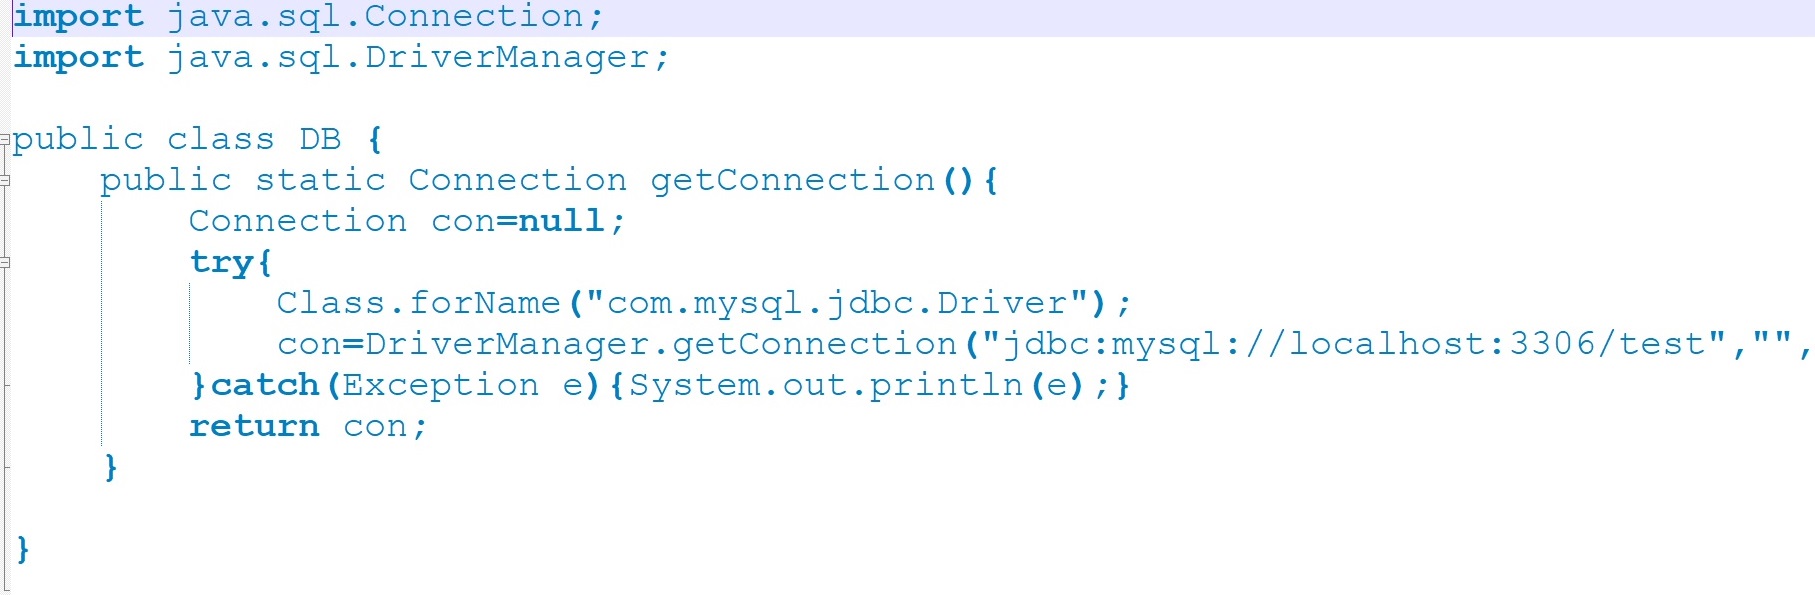 import java.sql.Connection;
import java.sql.DriverManager;
public class DB {
public static Connection getConnection(){
Connection con=null;
try{
Class.forName("com.mysql.jdbc.Driver");
con=DriverManager.getConnection("jdbc:mysql://localhost:3306/test","",
}catch(Exception e){System.out.println(e);}
return con;
}
}